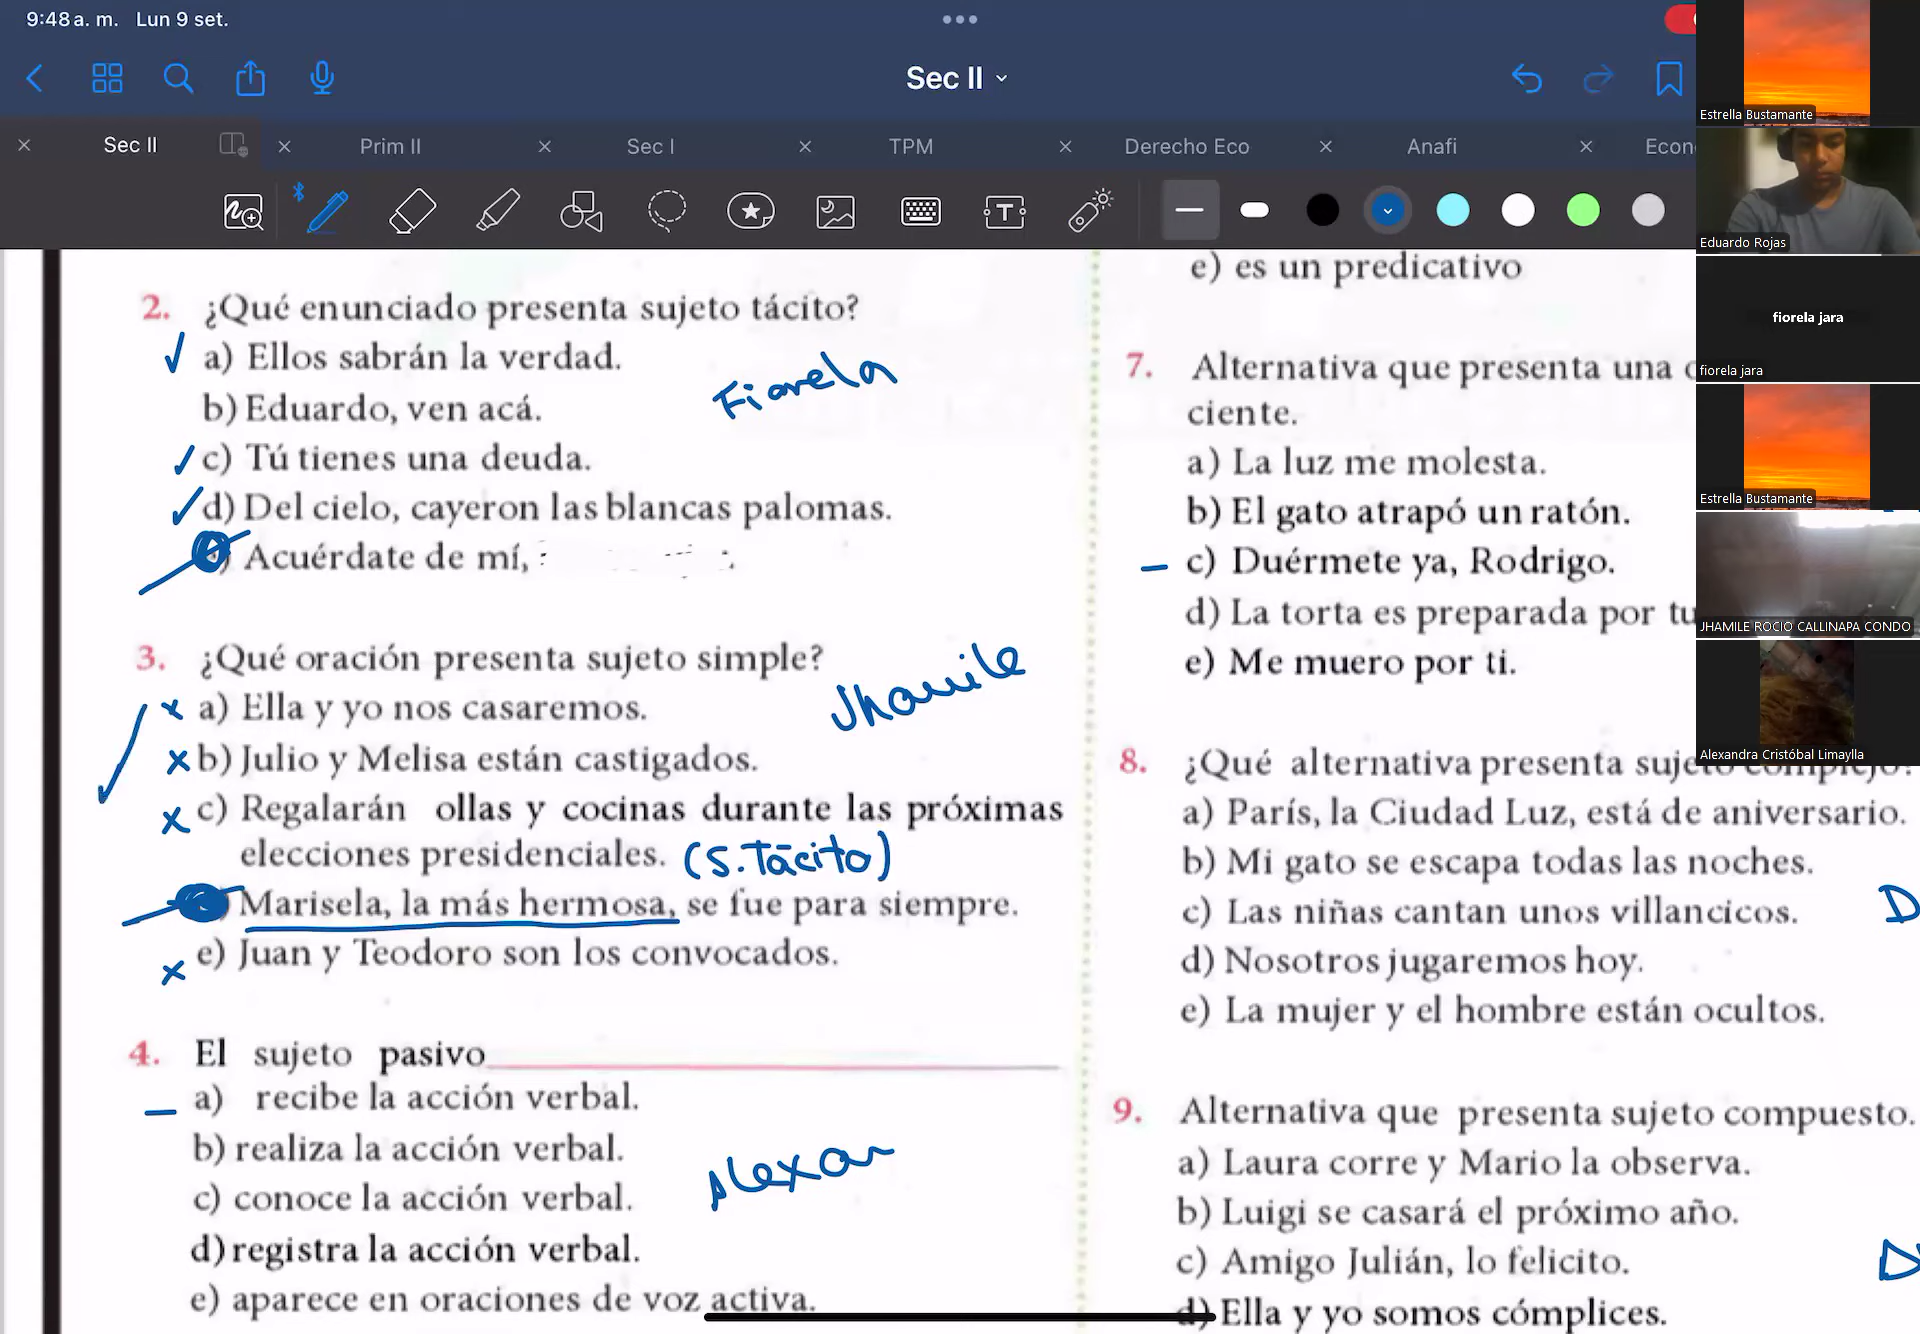 9:48 a. m. Lun 9 set.
Sec II
Sec II
Prim II
Sec I
TPM
Derecho Eco
Anafi
Econ
2. ¿Qué enunciado presenta sujeto tácito?
a) Ellos sabrán la verdad.
Fiorela
b) Eduardo, ven acá.
c) Tú tienes una deuda.
d) Del cielo, cayeron las blancas palomas.
Acuérdate de mí,
3. ¿Qué oración presenta sujeto simple?
Jhamile
a) Ella y yo nos casaremos.
b) Julio y Melisa están castigados.
c) Regalarán ollas y cocinas durante las próximas
elecciones presidenciales. (S. Tácito)
Marisela, la más hermosa, se fue para siempre.
e) Juan y Teodoro son los convocados.
4. El sujeto pasivo
a) recibe la acción verbal.
b) realiza la acción verbal.
Alexan
c) conoce la acción verbal.
d) registra la acción verbal.
e) aparece en oraciones de voz activa.
e) es un predicativo
7. Alternativa que presenta una
ciente.
a) La luz me molesta.
b) El gato atrapó un ratón.
c) Duérmete ya, Rodrigo.
d) La torta es preparada por tu
e) Me muero por ti.
8. ¿Qué alternativa presenta sujeto complejo?
a) París, la Ciudad Luz, está de aniversario.
b) Mi gato se escapa todas las noches.
c) Las niñas cantan unos villancicos.
D
d) Nosotros jugaremos hoy.
e) La mujer y el hombre están ocultos.
9. Alternativa que presenta sujeto compuesto.
a) Laura corre y Mario la observa.
b) Luigi se casará el próximo año.
c) Amigo Julián, lo felicito.
D
d) Ella y yo somos cómplices.
Estrella Bustamante
Eduardo Rojas
fiorela jara
fiorela jara
Estrella Bustamante
JHAMILE ROCIO CALLINAPA CONDO
Alexandra Cristóbal Limaylla